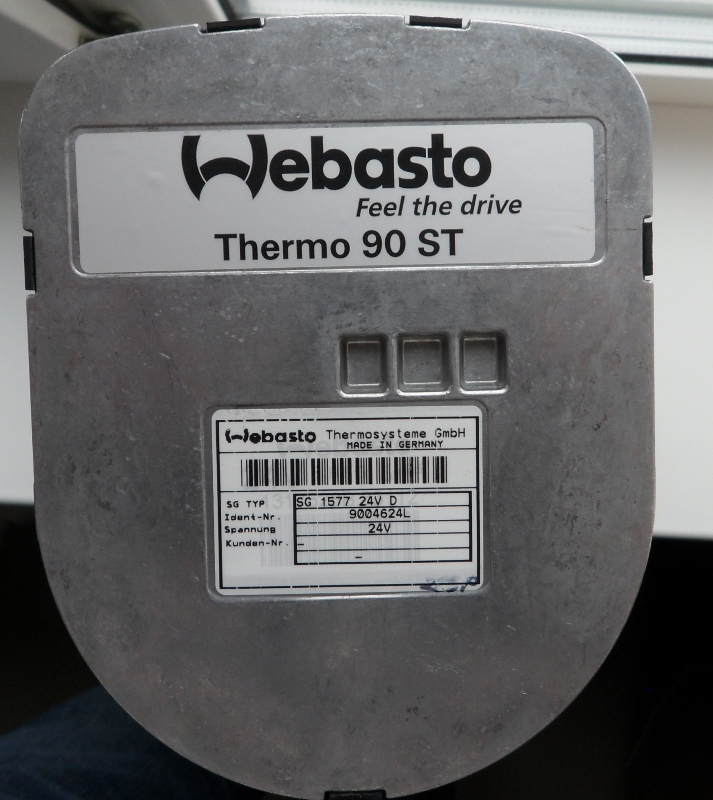 Webasto
Feel the drive
Thermo 90 ST
Webasto Thermosysteme GmbH
MADE IN GERMANY
SG TYP SG 1577 24V D
Ident-Nr. 9004624L
Spannung 24V
Kunden-Nr. -
-